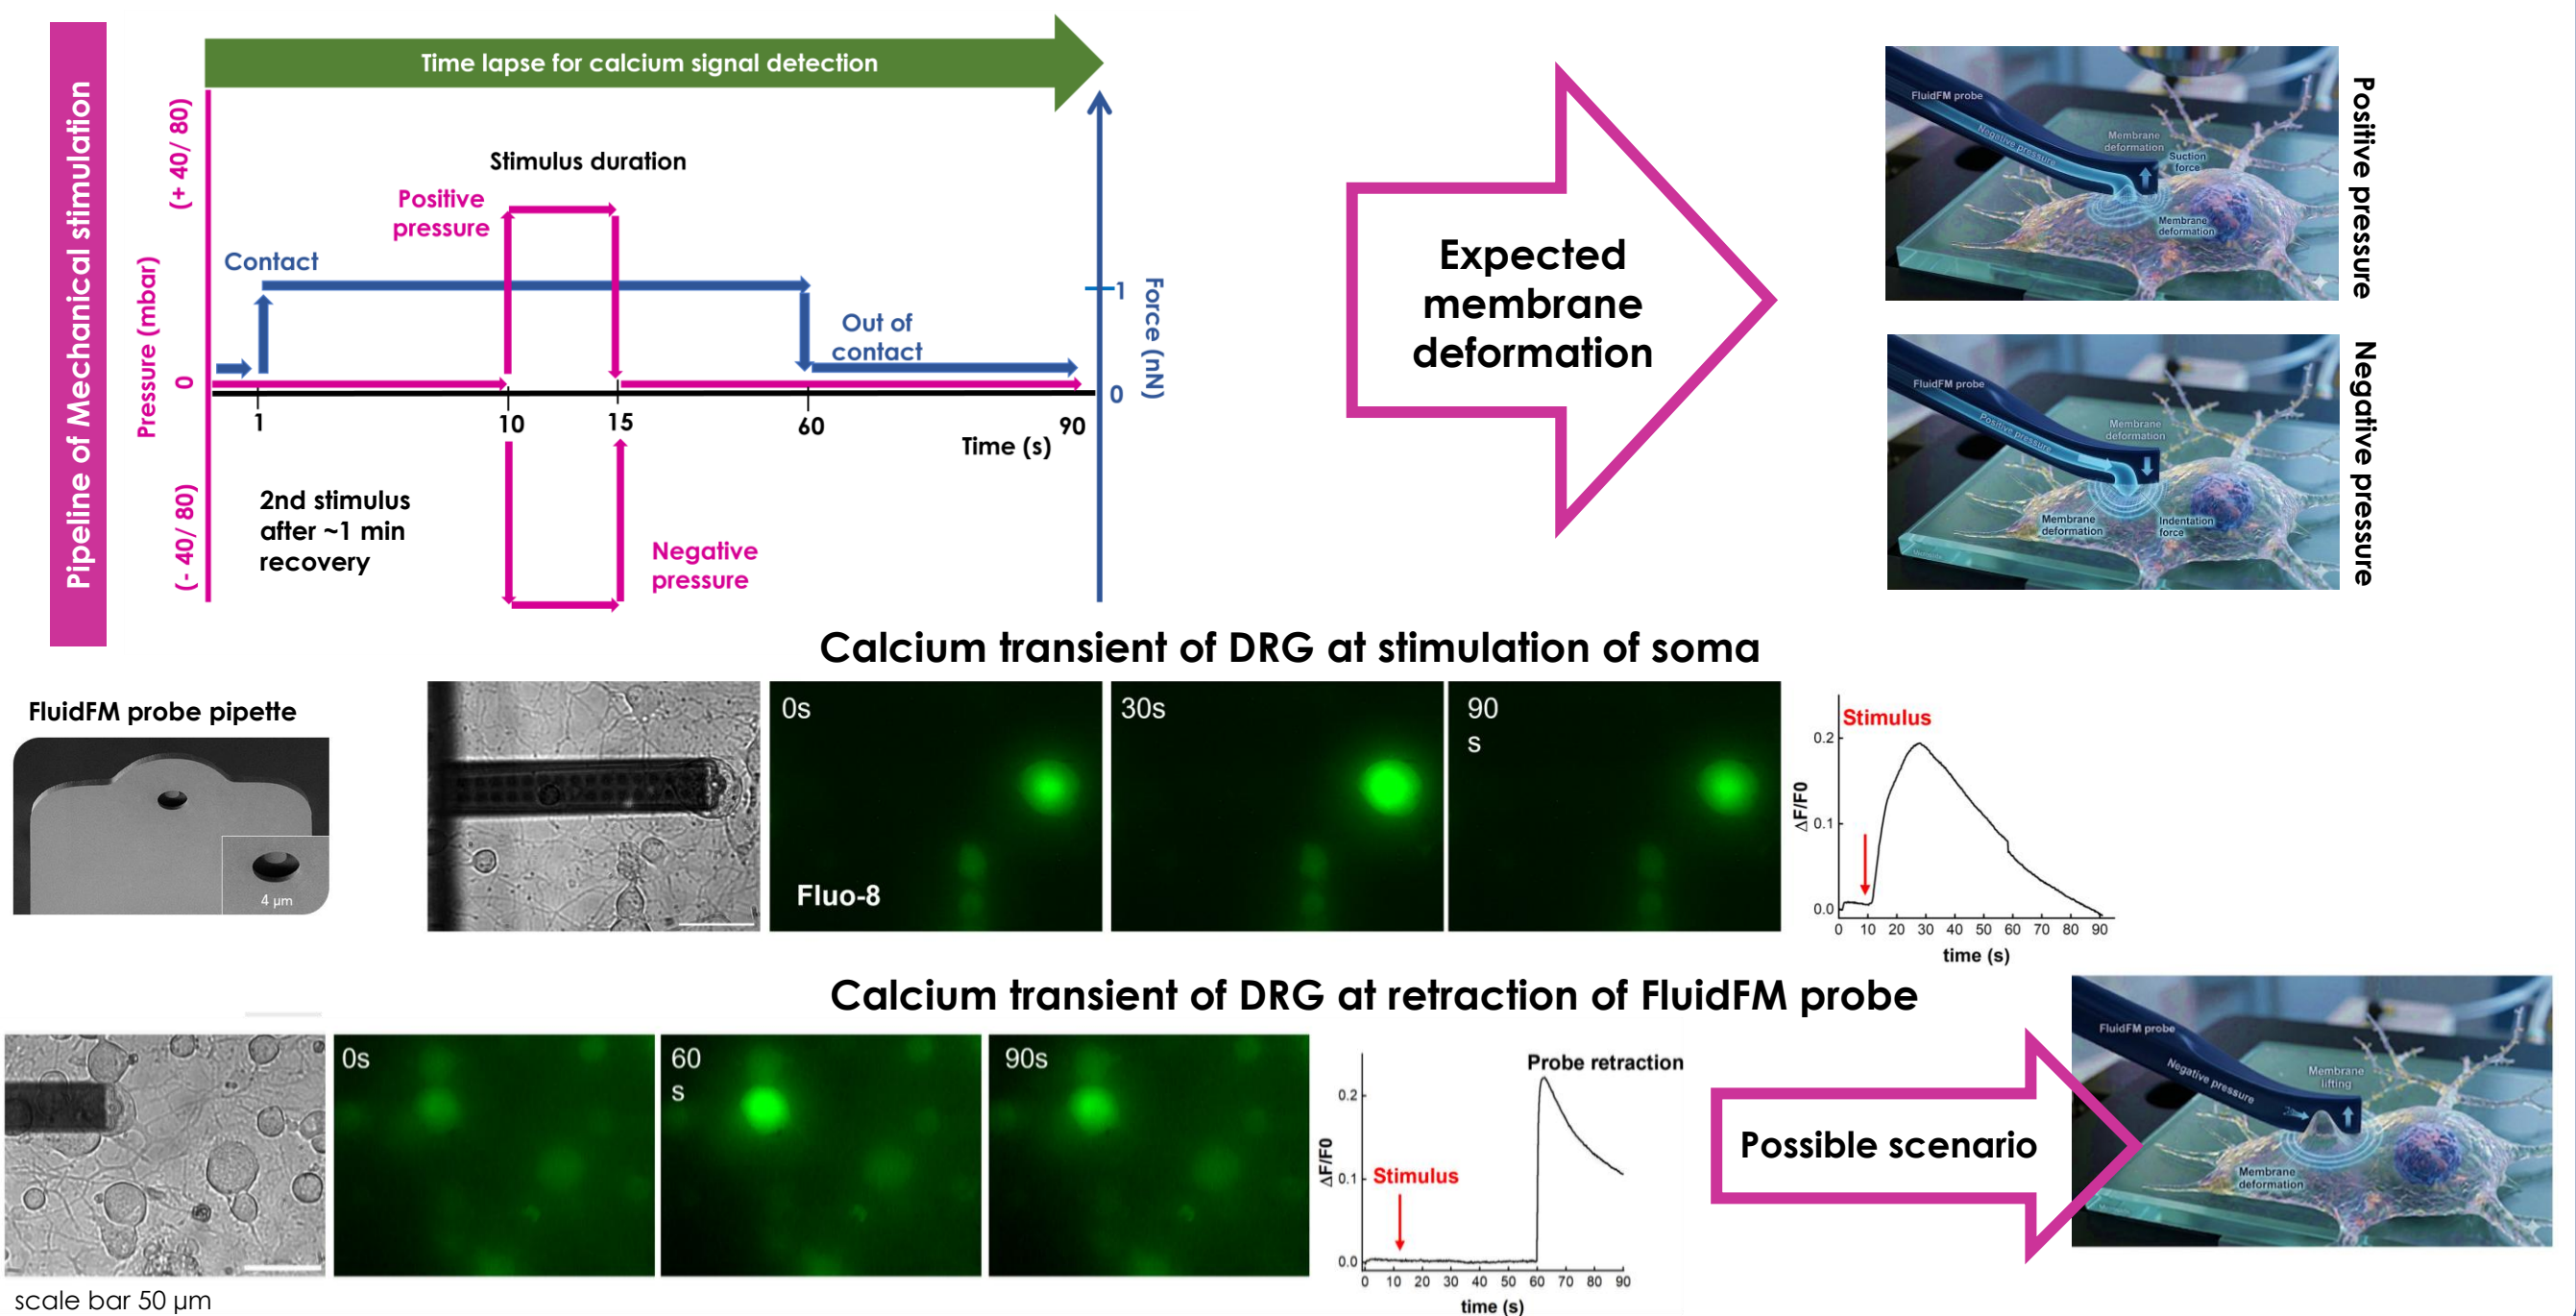 Pipeline of Mechanical stimulation
Time lapse for calcium signal detection
Pressure (mbar)
(+ 40/ 80)
0
(- 40/ 80)
Stimulus duration
Positive
pressure
Contact
Out of
contact
1
0
Force (nN)
1
10
15
60
90
Time (s)
2nd stimulus
after ~1 min
recovery
Negative
pressure
Expected
membrane
deformation
FluidFM probe
Negative pressure
Membrane
deformation
Suction
force
Membrane
deformation
Positive pressure
FluidFM probe
Positive pressure
Membrane
deformation
Membrane
deformation
Indentation
force
Negative pressure
Calcium transient of DRG at stimulation of soma
FluidFM probe pipette
4 µm
0s
Fluo-8
30s
90
s
Stimulus
ΔF/F0
0.2
0.1
0.0
0 10 20 30 40 50 60 70 80 90
time (s)
Calcium transient of DRG at retraction of FluidFM probe
0s
60
s
90s
Probe retraction
Stimulus
ΔF/F0
0.2
0.1
0.0
0 10 20 30 40 50 60 70 80 90
time (s)
Possible scenario
FluidFM probe
Negative pressure
Membrane
lifting
Membrane
deformation
scale bar 50 µm